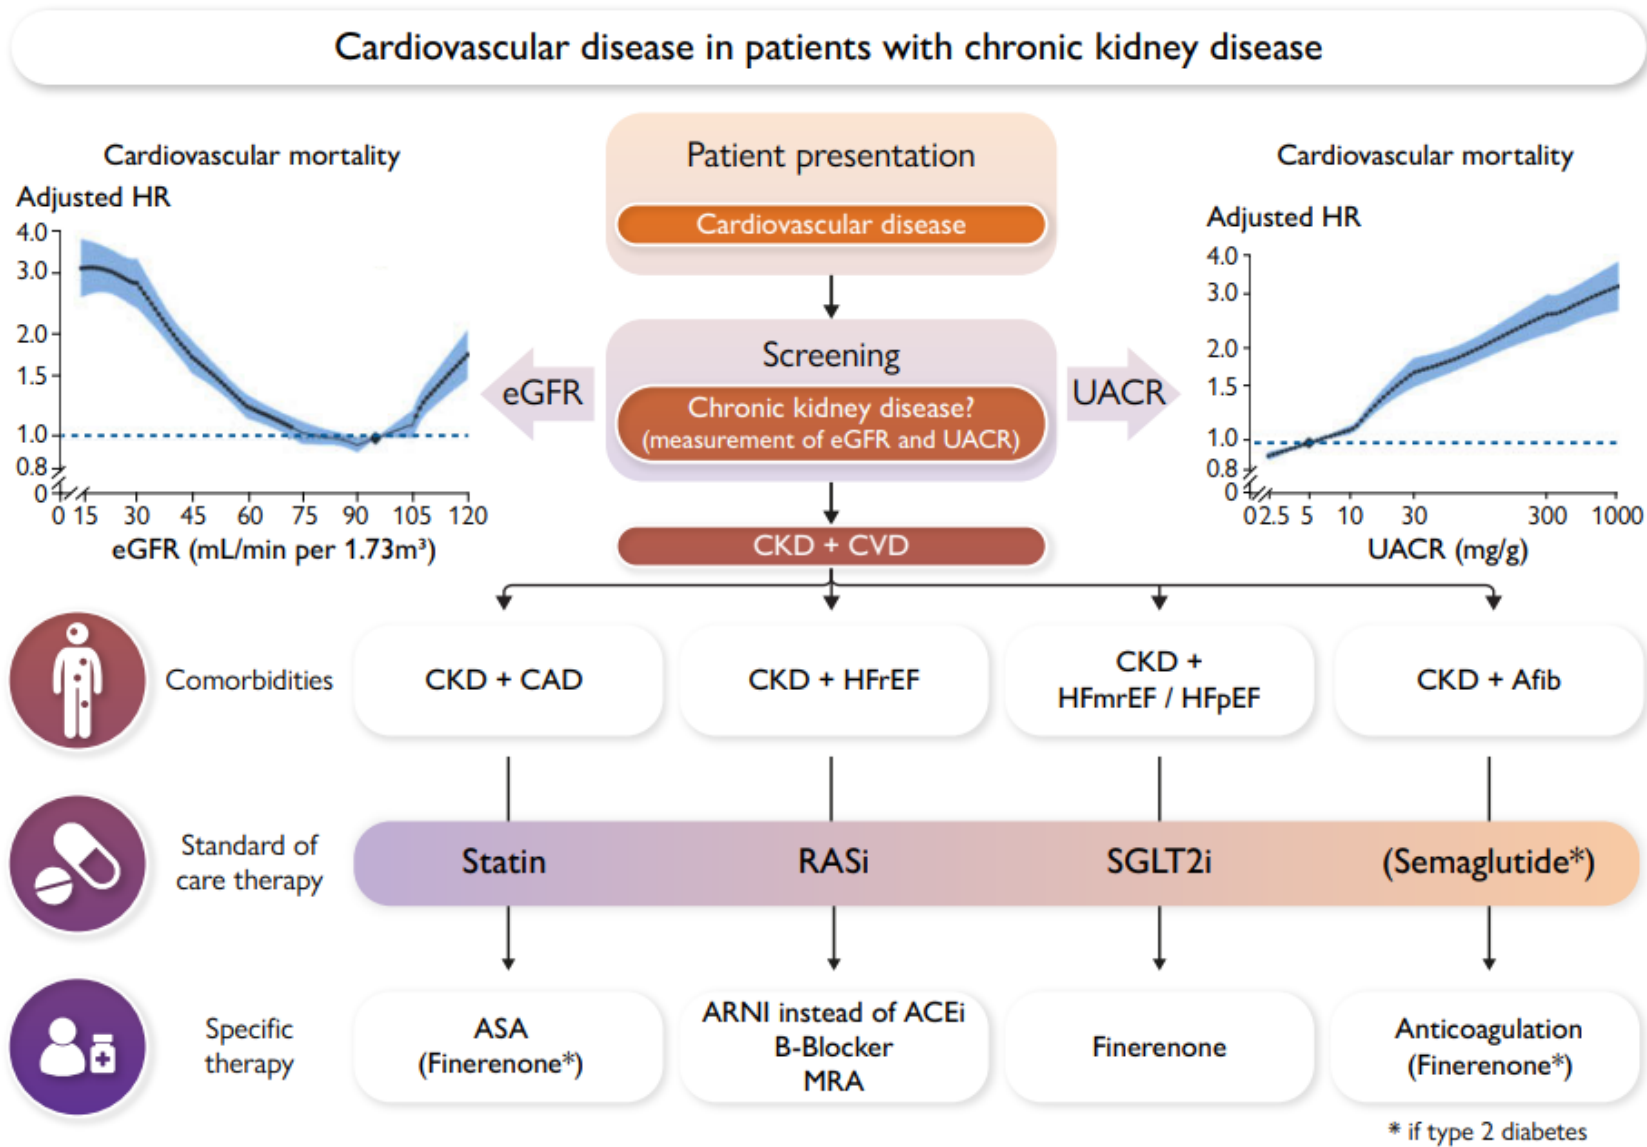 Cardiovascular disease in patients with chronic kidney disease
Cardiovascular mortality
Adjusted HR
4.0
3.0
2.0
1.5
1.0
0.8
0
0 15 30 45 60 75 90 105 120
eGFR (mL/min per 1.73m³)
Patient presentation
Cardiovascular disease
Screening
Chronic kidney disease?
(measurement of eGFR and UACR)
eGFR
UACR
CKD + CVD
Cardiovascular mortality
Adjusted HR
4.0
3.0
2.0
1.5
1.0
0.8
0
0 2.5 5 10 30 300 1000
UACR (mg/g)
Comorbidities
CKD + CAD
CKD + HFrEF
CKD +
HFmrEF / HFpEF
CKD + Afib
Standard of
care therapy
Statin
RASi
SGLT2i
(Semaglutide*)
Specific
therapy
ASA
(Finerenone*)
ARNI instead of ACEi
B-Blocker
MRA
Finerenone
Anticoagulation
(Finerenone*)
* if type 2 diabetes